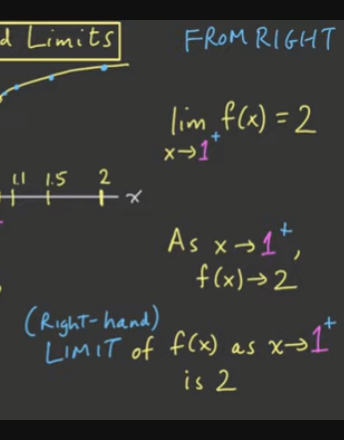 d Limits
FROM RIGHT
lim f(x) = 2
x→1⁺
1.1 1.5 2 x
As x→1⁺,
f(x)→2
(Right-hand)
LIMIT of f(x) as x→1⁺
is 2